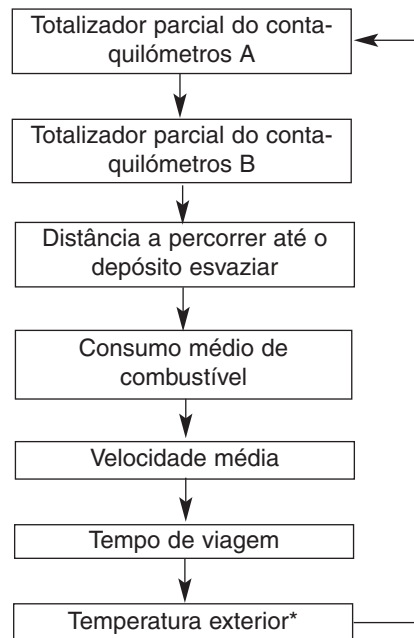 Totalizador parcial do conta-
quilómetros A
Totalizador parcial do conta-
quilómetros B
Distância a percorrer até o
depósito esvaziar
Consumo médio de
combustível
Velocidade média
Tempo de viagem
Temperatura exterior*